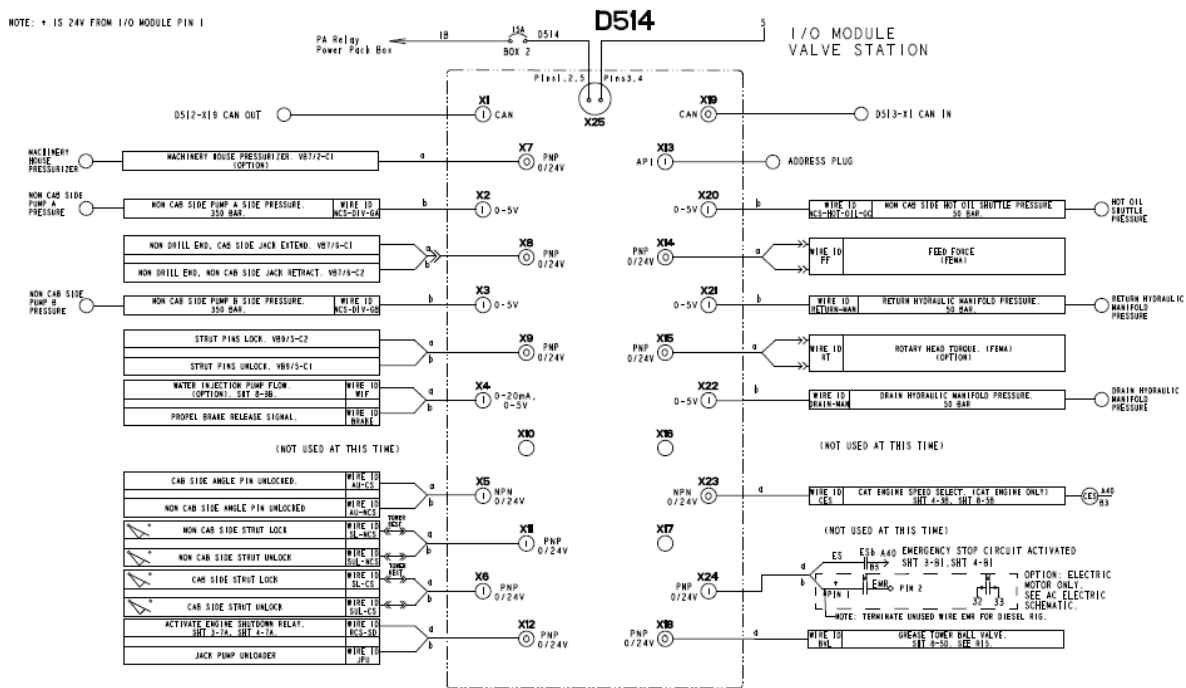 NOTE: + IS 24V FROM I/O MODULE PIN 1
D514
PA Relay
Power Pack Box
1B
15A
BOX 2
D514
5
I/O MODULE
VALVE STATION
Pins1,2,5
Pins3,4
X25
D512-X19 CAN OUT
X1
CAN
X19
CAN
D513-X1 CAN IN
MACHINERY
HOUSE
PRESSURIZER
MACHINERY HOUSE PRESSURIZER. VB7/2-C1
(OPTION)
a
X7
PNP
0/24V
X13
API
ADDRESS PLUG
NON CAB SIDE
PUMP A
PRESSURE
NON CAB SIDE PUMP A SIDE PRESSURE.
350 BAR.
WIRE ID
NCS-DIV-GA
b
X2
0-5V
X20
0-5V
b
WIRE ID
NCS-HOT-OIL-GC
NON CAB SIDE HOT OIL SHUTTLE PRESSURE
50 BAR.
HOT OIL
SHUTTLE
PRESSURE
NON DRILL END, CAB SIDE JACK EXTEND. VB7/6-C1
NON DRILL END, NON CAB SIDE JACK RETRACT. VB7/6-C2
a
b
X8
PNP
0/24V
X14
PNP
0/24V
a
WIRE ID
FF
FEED FORCE
(FEMA)
NON CAB SIDE
PUMP B
PRESSURE
NON CAB SIDE PUMP B SIDE PRESSURE.
350 BAR.
WIRE ID
NCS-DIV-GB
b
X3
0-5V
X21
0-5V
b
WIRE ID
RETURN-MAN
RETURN HYDRAULIC MANIFOLD PRESSURE.
50 BAR.
RETURN HYDRAULIC
MANIFOLD
PRESSURE
STRUT PINS LOCK. VB9/5-C2
STRUT PINS UNLOCK. VB9/5-C1
a
b
X9
PNP
0/24V
X15
PNP
0/24V
a
WIRE ID
RT
ROTARY HEAD TORQUE. (FEMA)
(OPTION)
WATER INJECTION PUMP FLOW.
(OPTION). SHT 8-3B.
WIRE ID
WIF
PROPEL BRAKE RELEASE SIGNAL.
WIRE ID
BRAKE
a
b
X4
0-20mA,
0-5V
X22
0-5V
b
WIRE ID
DRAIN-MAN
DRAIN HYDRAULIC MANIFOLD PRESSURE.
50 BAR
DRAIN HYDRAULIC
MANIFOLD
PRESSURE
(NOT USED AT THIS TIME)
X10
X16
(NOT USED AT THIS TIME)
CAB SIDE ANGLE PIN UNLOCKED.
WIRE ID
AU-CS
NON CAB SIDE ANGLE PIN UNLOCKED
WIRE ID
AU-NCS
a
b
X5
NPN
0/24V
X23
NPN
0/24V
a
WIRE ID
CES
CAT ENGINE SPEED SELECT. (CAT ENGINE ONLY)
SHT 4-3B, SHT 8-5B
CES
A40
B3
NON CAB SIDE STRUT LOCK
WIRE ID
SL-NCS
TOWER
REST
NON CAB SIDE STRUT UNLOCK
WIRE ID
SUL-NCS
a
b
X11
PNP
0/24V
X17
(NOT USED AT THIS TIME)
CAB SIDE STRUT LOCK
WIRE ID
SL-CS
TOWER
REST
CAB SIDE STRUT UNLOCK
WIRE ID
SUL-CS
a
b
X6
PNP
0/24V
X24
PNP
0/24V
a
b
ES
ESb
A40
B3
EMERGENCY STOP CIRCUIT ACTIVATED
SHT 3-B1, SHT 4-B1
+
PIN 1
EMR
PIN 2
32
33
OPTION: ELECTRIC
MOTOR ONLY.
SEE AC ELECTRIC
SCHEMATIC.
NOTE: TERMINATE UNUSED WIRE EMR FOR DIESEL RIG.
ACTIVATE ENGINE SHUTDOWN RELAY.
SHT 3-7A, SHT 4-7A.
WIRE ID
RCS-SD
JACK PUMP UNLOADER
WIRE ID
JPU
a
b
X12
PNP
0/24V
X18
PNP
0/24V
a
WIRE ID
BVL
GREASE TOWER BALL VALVE.
SHT 8-5D. SEE R15.